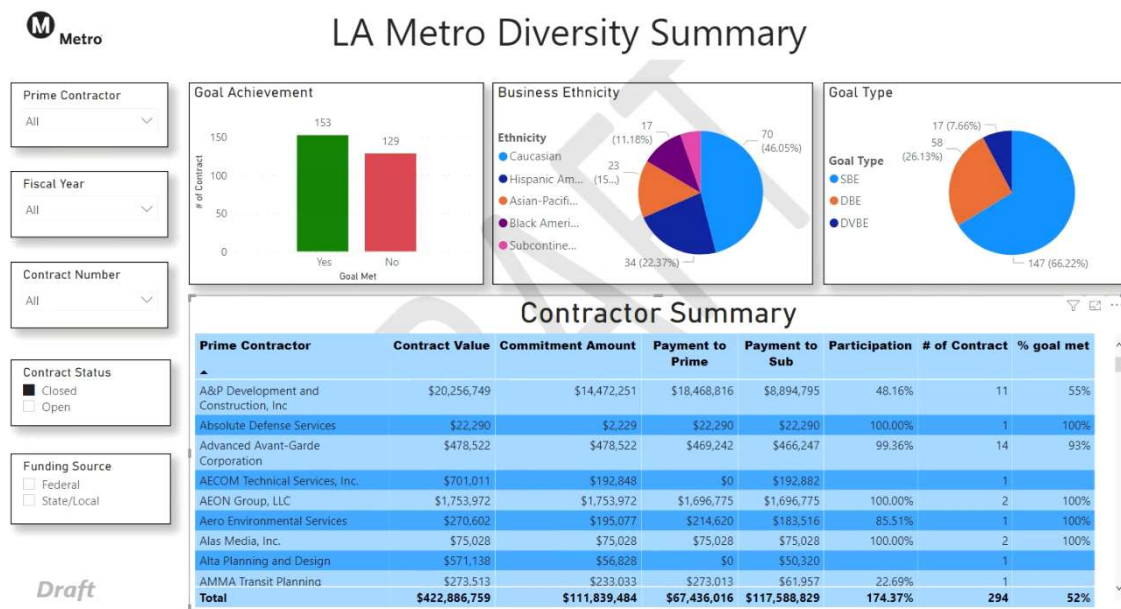 M Metro
LA Metro Diversity Summary
Prime Contractor
All
Fiscal Year
All
Contract Number
All
Contract Status
Closed
Open
Funding Source
Federal
State/Local
Draft
Goal Achievement
# of Contract
150
100
50
0
153
129
Yes
No
Goal Met
Business Ethnicity
Ethnicity
Caucasian
Hispanic Am...
Asian-Pacifi...
Black Ameri...
Subcontine...
17
(11.18%)
23
(15...)
34 (22.37%)
70
(46.05%)
Goal Type
Goal Type
SBE
DBE
DVBE
17 (7.66%)
58
(26.13%)
147 (66.22%)
DRAFT
Contractor Summary
Prime Contractor Contract Value Commitment Amount Payment to Prime Payment to Sub Participation # of Contract % goal met
A&P Development and Construction, Inc $20,256,749 $14,472,251 $18,468,816 $8,894,795 48.16% 11 55%
Absolute Defense Services $22,290 $2,229 $22,290 $22,290 100.00% 1 100%
Advanced Avant-Garde Corporation $478,522 $478,522 $469,242 $466,247 99.36% 14 93%
AECOM Technical Services, Inc. $701,011 $192,848 $0 $192,882 1
AEON Group, LLC $1,753,972 $1,753,972 $1,696,775 $1,696,775 100.00% 2 100%
Aero Environmental Services $270,602 $195,077 $214,620 $183,516 85.51% 1 100%
Alas Media, Inc. $75,028 $75,028 $75,028 $75,028 100.00% 2 100%
Alta Planning and Design $571,138 $56,828 $0 $50,320 1
AMMA Transit Planning $273,513 $233,033 $273,013 $61,957 22.69% 1
Total $422,886,759 $111,839,484 $67,436,016 $117,588,829 174.37% 294 52%